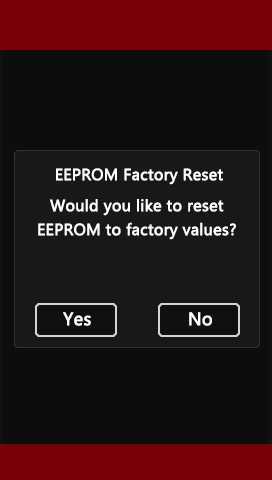 EEPROM Factory Reset
Would you like to reset
EEPROM to factory values?
Yes
No